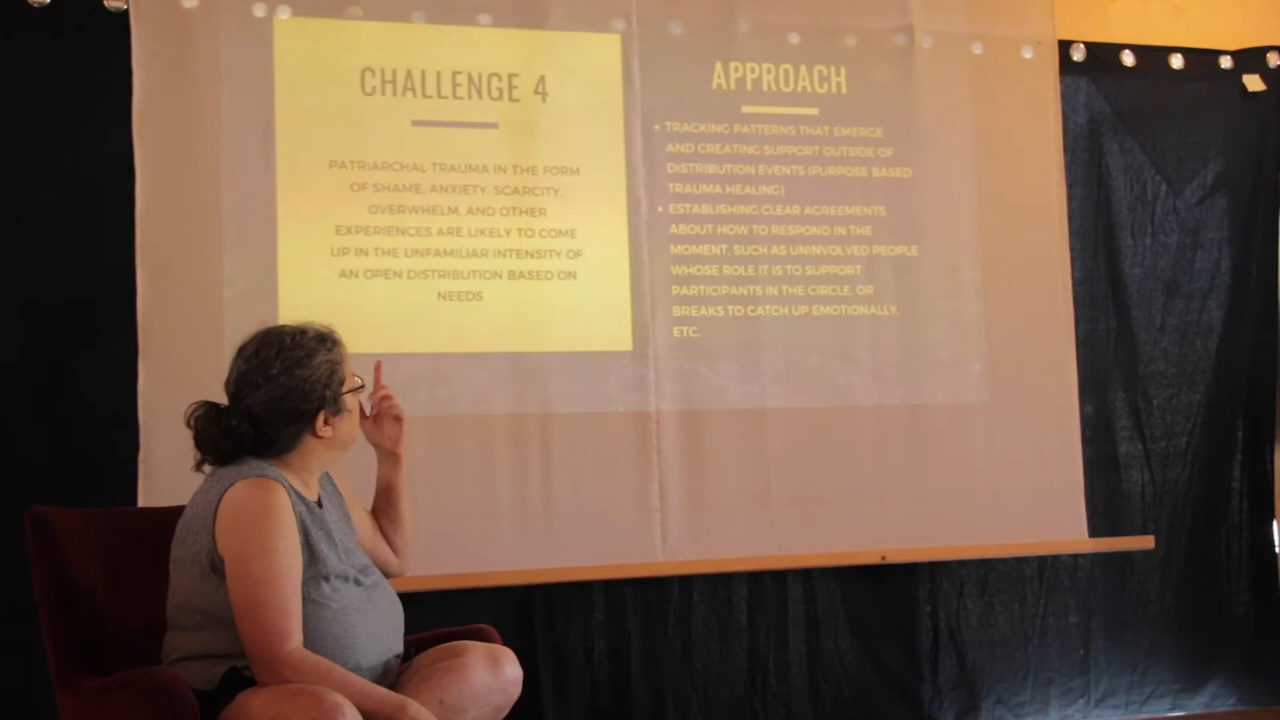 CHALLENGE 4
PATRIARCHAL TRAUMA IN THE FORM
OF SHAME, ANXIETY, SCARCITY,
OVERWHELM, AND OTHER
EXPERIENCES ARE LIKELY TO COME
UP IN THE UNFAMILIAR INTENSITY OF
AN OPEN DISTRIBUTION BASED ON
NEEDS
APPROACH
• TRACKING PATTERNS THAT EMERGE
AND CREATING SUPPORT OUTSIDE OF
DISTRIBUTION EVENTS (PURPOSE BASED
TRAUMA HEALING)
• ESTABLISHING CLEAR AGREEMENTS
ABOUT HOW TO RESPOND IN THE
MOMENT, SUCH AS UNINVOLVED PEOPLE
WHOSE ROLE IT IS TO SUPPORT
PARTICIPANTS IN THE CIRCLE, OR
BREAKS TO CATCH UP EMOTIONALLY,
ETC.